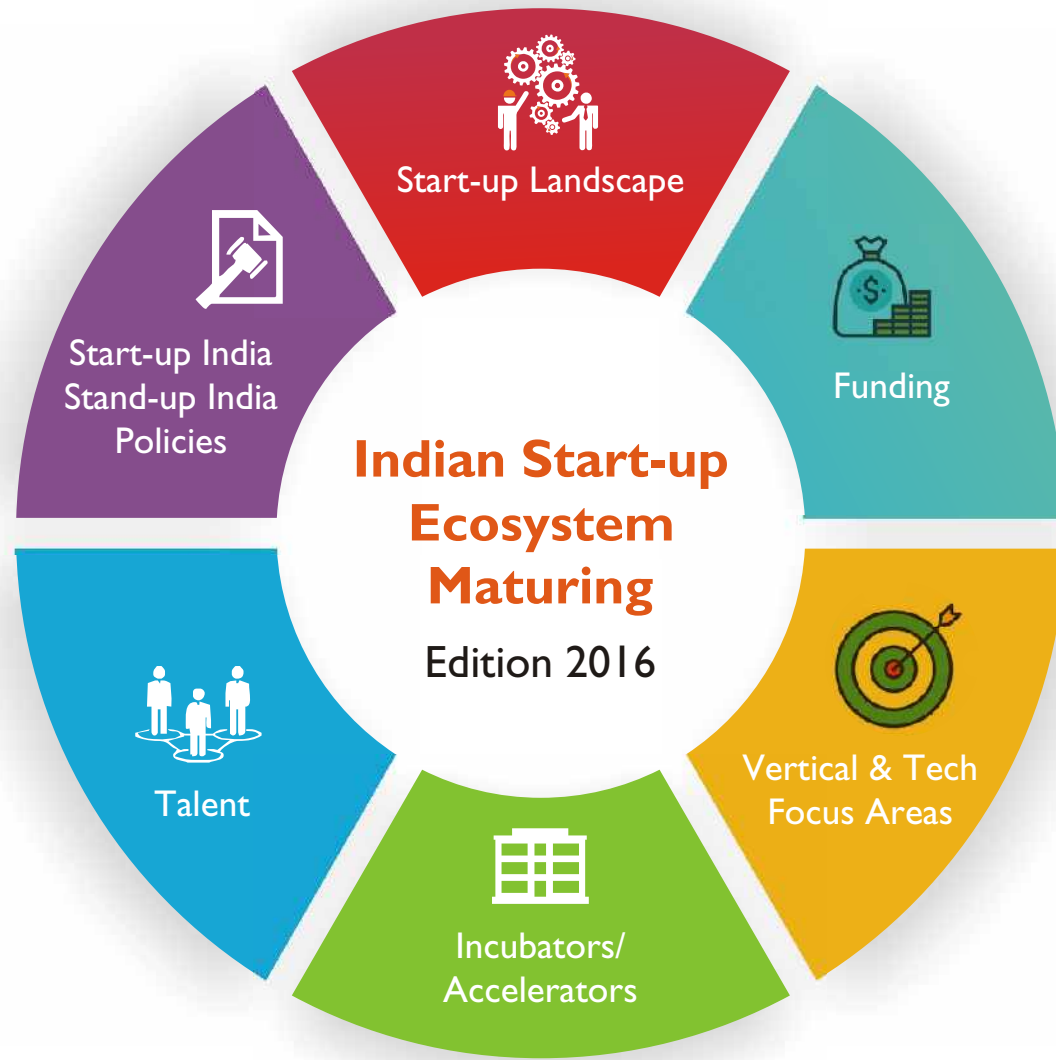 Start-up Landscape
Funding
Vertical & Tech
Focus Areas
Incubators/
Accelerators
Talent
Start-up India
Stand-up India
Policies
Indian Start-up
Ecosystem
Maturing
Edition 2016
$